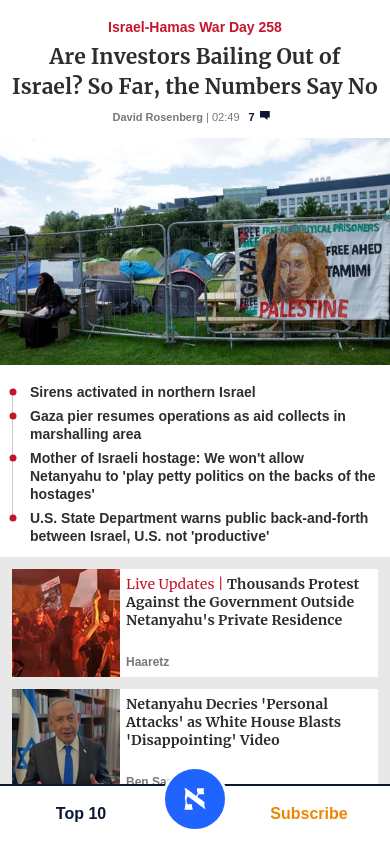 Israel-Hamas War Day 258
Are Investors Bailing Out of
Israel? So Far, the Numbers Say No
David Rosenberg | 02:49 7
FREE
FREE
FREE ALL POLITICAL PRISONERS
GAZA
FREE AHED
TAMIMI
FREE
FREE
PALESTINE
Sirens activated in northern Israel
Gaza pier resumes operations as aid collects in
marshalling area
Mother of Israeli hostage: We won't allow
Netanyahu to 'play petty politics on the backs of the
hostages'
U.S. State Department warns public back-and-forth
between Israel, U.S. not 'productive'
Live Updates | Thousands Protest
Against the Government Outside
Netanyahu's Private Residence
Haaretz
Netanyahu Decries 'Personal
Attacks' as White House Blasts
'Disappointing' Video
Top 10
Subscribe